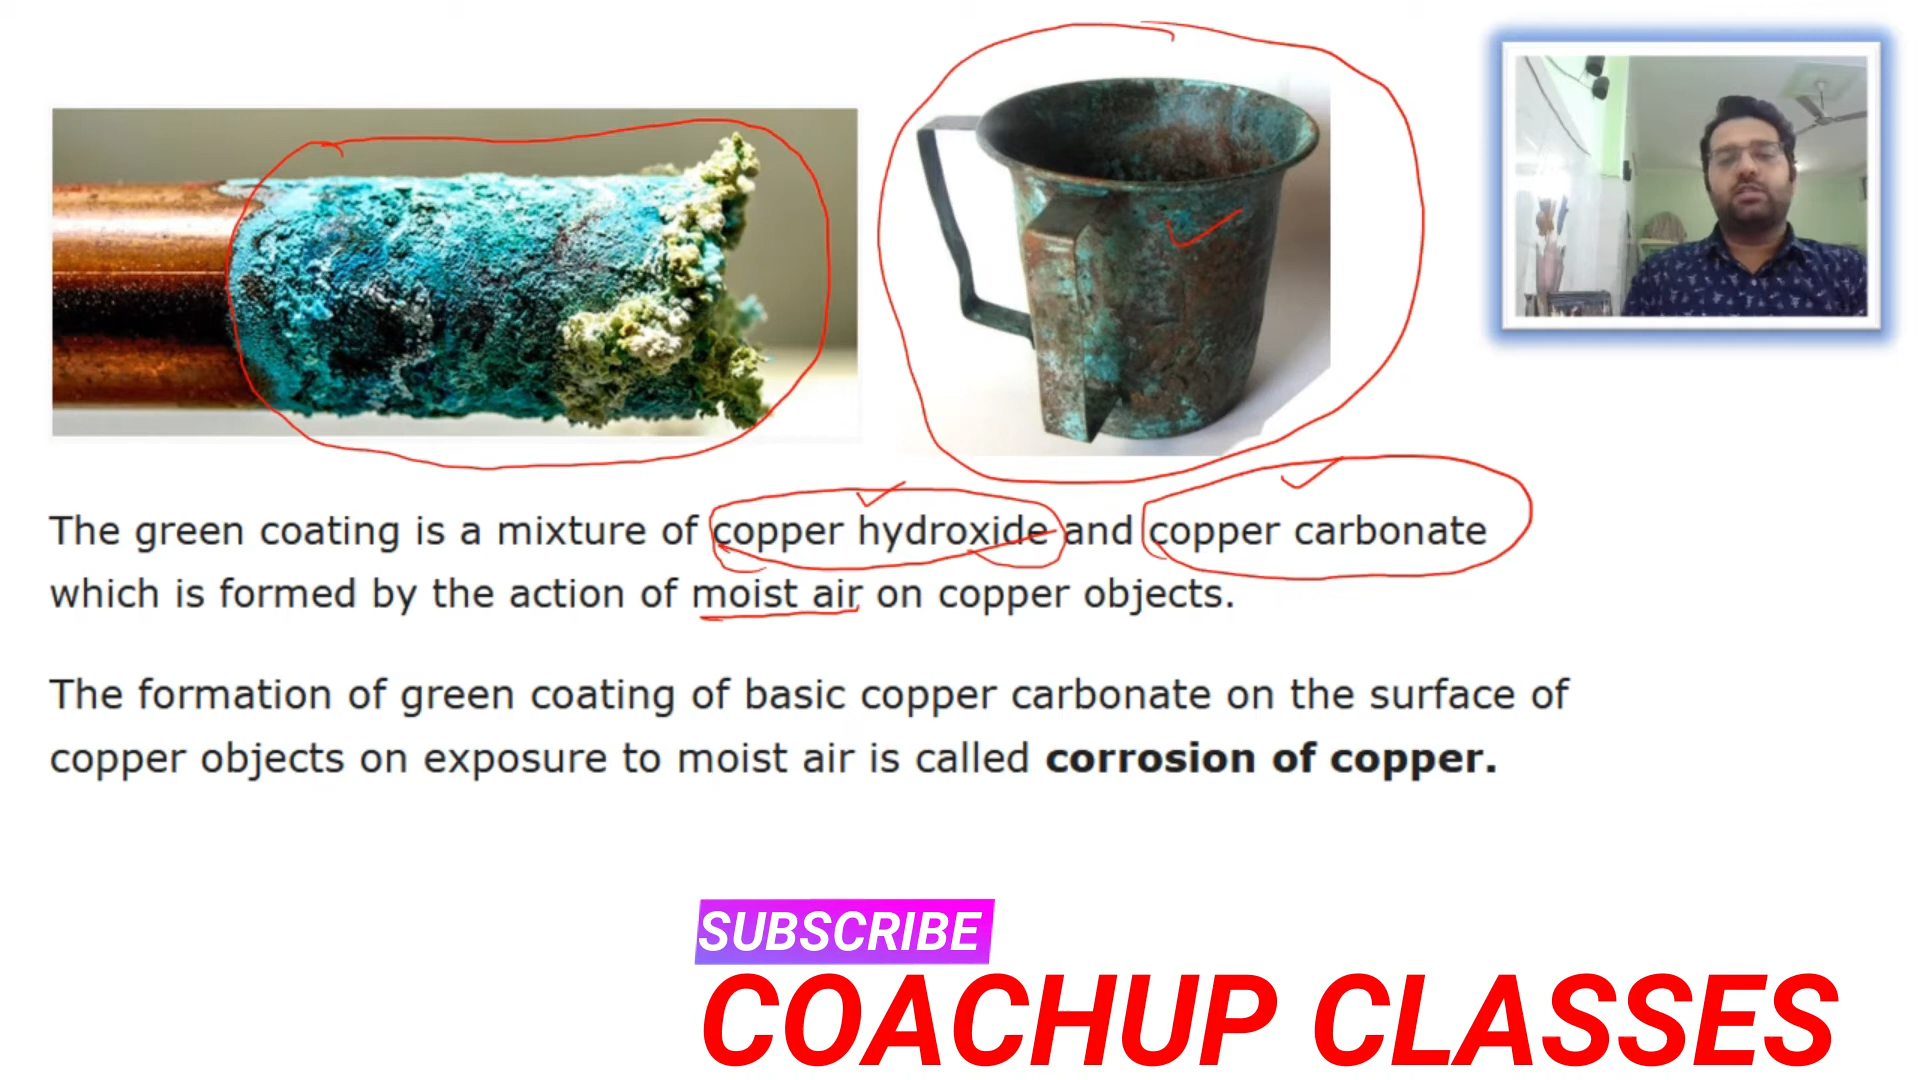 The green coating is a mixture of copper hydroxide and copper carbonate
which is formed by the action of moist air on copper objects.
The formation of green coating of basic copper carbonate on the surface of
copper objects on exposure to moist air is called corrosion of copper.
SUBSCRIBE
COACHUP CLASSES